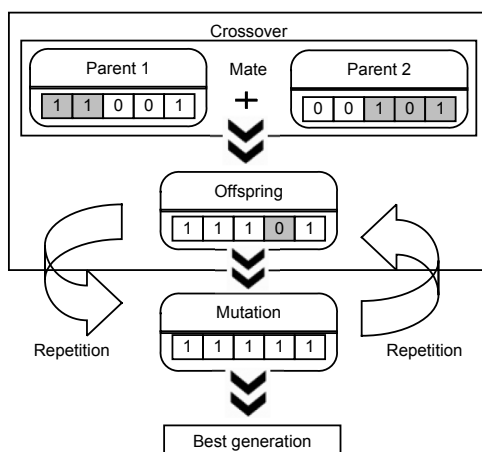 Crossover
Parent 1
Mate
Parent 2
1 1 0 0 1
+
0 0 1 0 1
Offspring
1 1 1 0 1
Mutation
1 1 1 1 1
Repetition
Repetition
Best generation